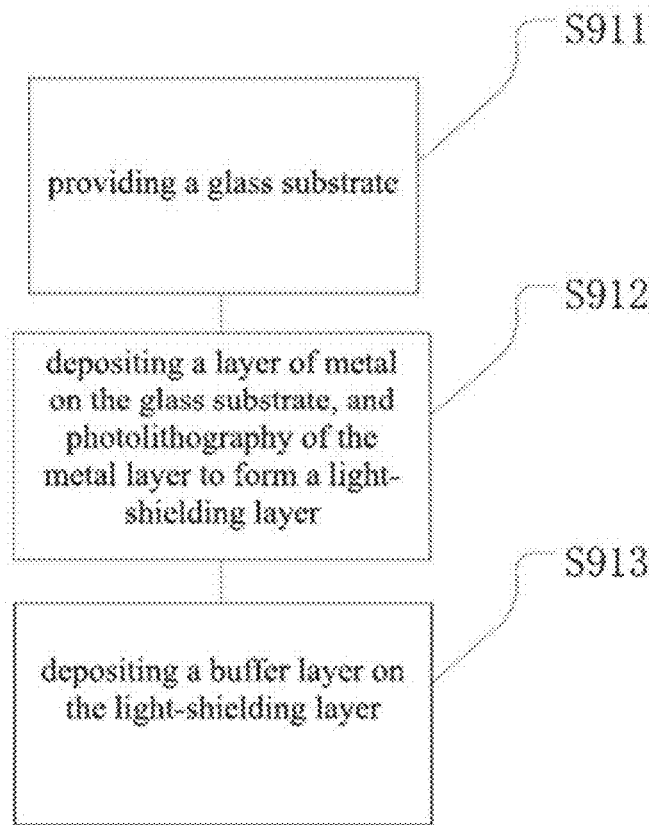 S911
providing a glass substrate
S912
depositing a layer of metal
on the glass substrate, and
photolithography of the
metal layer to form a light-
shielding layer
S913
depositing a buffer layer on
the light-shielding layer